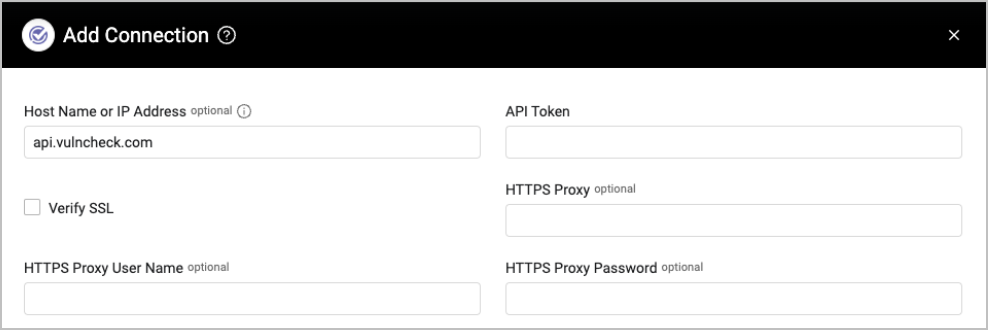 Add Connection ?
Host Name or IP Address optional i
API Token
api.vulncheck.com
HTTPS Proxy optional
Verify SSL
HTTPS Proxy User Name optional
HTTPS Proxy Password optional